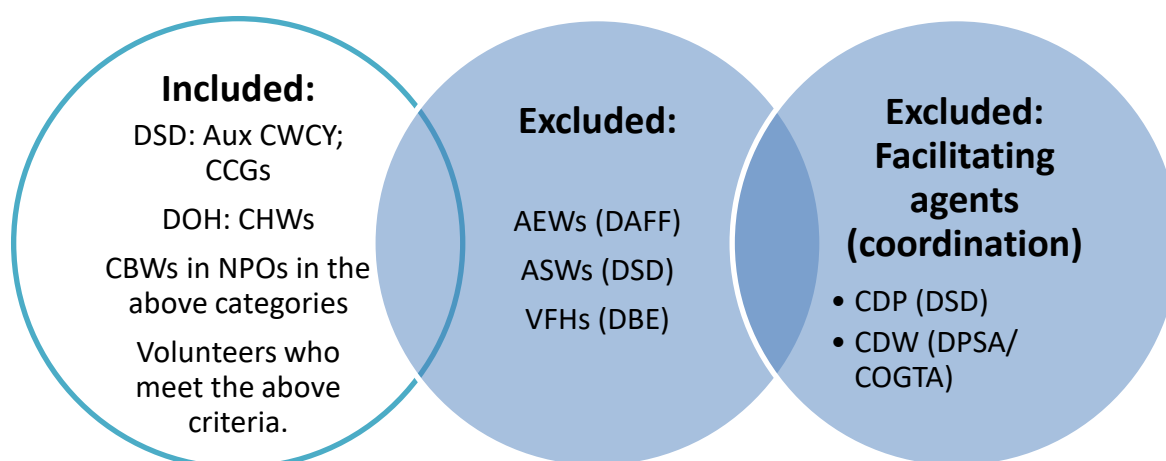 Included:
DSD: Aux CWCY;
CCGs
DOH: CHWs
CBWs in NPOs in the
above categories
Volunteers who
meet the above
criteria.
Excluded:
AEWs (DAFF)
ASWs (DSD)
VFHs (DBE)
Excluded:
Facilitating
agents
(coordination)
• CDP (DSD)
• CDW (DPSA/
COGTA)